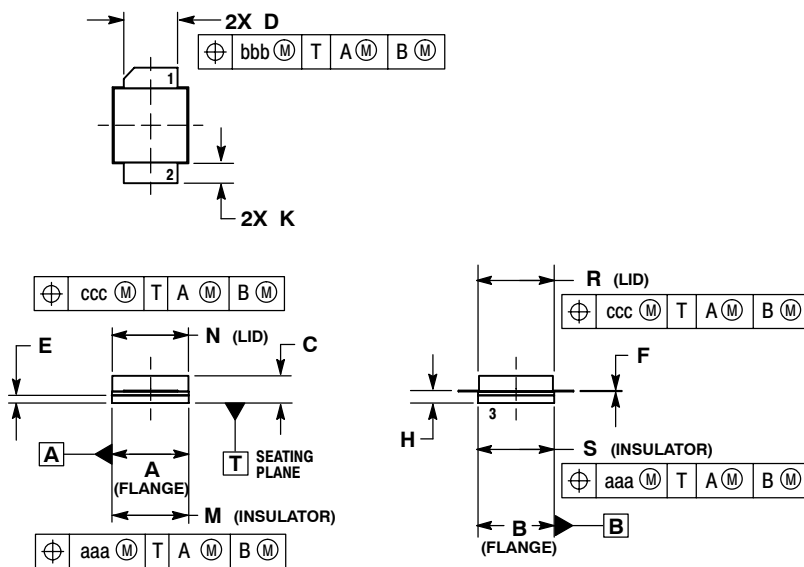 2X D
⌖ bbb Ⓜ T A Ⓜ B Ⓜ
1
2
2X K
⌖ ccc Ⓜ T A Ⓜ B Ⓜ
R (LID)
⌖ ccc Ⓜ T A Ⓜ B Ⓜ
E
N (LID)
C
F
H
3
A
A
(FLANGE)
T SEATING
PLANE
S (INSULATOR)
⌖ aaa Ⓜ T A Ⓜ B Ⓜ
M (INSULATOR)
B
(FLANGE)
B
⌖ aaa Ⓜ T A Ⓜ B Ⓜ